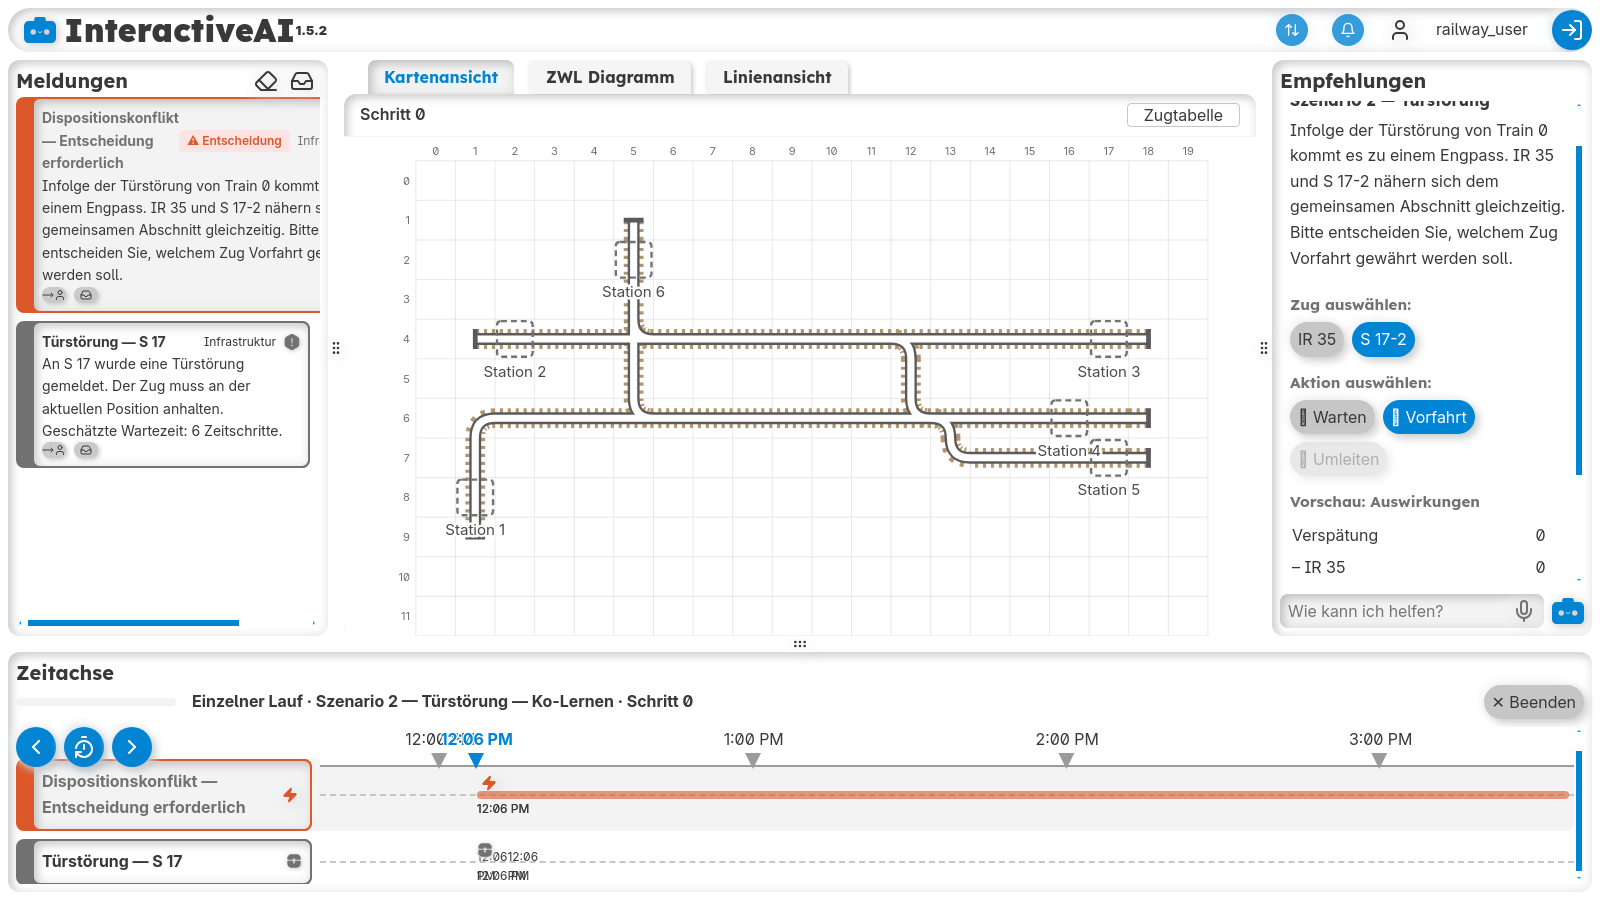 InteractiveAI 1.5.2
railway_user
Meldungen
Dispositionskonflikt
— Entscheidung
erforderlich
Entscheidung
Infr
Infolge der Türstörung von Train 0 kommt
einem Engpass. IR 35 und S 17-2 nähern s
gemeinsamen Abschnitt gleichzeitig. Bitte
entscheiden Sie, welchem Zug Vorfahrt ge
werden soll.
Türstörung — S 17
Infrastruktur
An S 17 wurde eine Türstörung
gemeldet. Der Zug muss an der
aktuellen Position anhalten.
Geschätzte Wartezeit: 6 Zeitschritte.
Kartenansicht
ZWL Diagramm
Linienansicht
Schritt 0
Zugtabelle
0 1 2 3 4 5 6 7 8 9 10 11 12 13 14 15 16 17 18 19
0
1
2
3
4
5
6
7
8
9
10
11
Station 6
Station 2
Station 3
Station 4
Station 5
Station 1
Empfehlungen
Szenario 2 — Türstörung
Infolge der Türstörung von Train 0
kommt es zu einem Engpass. IR 35
und S 17-2 nähern sich dem
gemeinsamen Abschnitt gleichzeitig.
Bitte entscheiden Sie, welchem Zug
Vorfahrt gewährt werden soll.
Zug auswählen:
IR 35
S 17-2
Aktion auswählen:
Warten
Vorfahrt
Umleiten
Vorschau: Auswirkungen
Verspätung 0
– IR 35 0
Wie kann ich helfen?
Zeitachse
Einzelner Lauf · Szenario 2 — Türstörung — Ko-Lernen · Schritt 0
× Beenden
12:00
12:06 PM
1:00 PM
2:00 PM
3:00 PM
Dispositionskonflikt —
Entscheidung erforderlich
12:06 PM
Türstörung — S 17
12:06